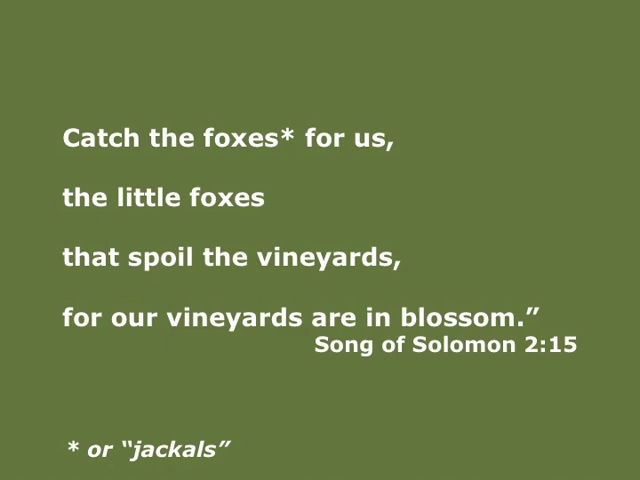 Catch the foxes* for us,
the little foxes
that spoil the vineyards,
for our vineyards are in blossom.”
Song of Solomon 2:15
* or “jackals”